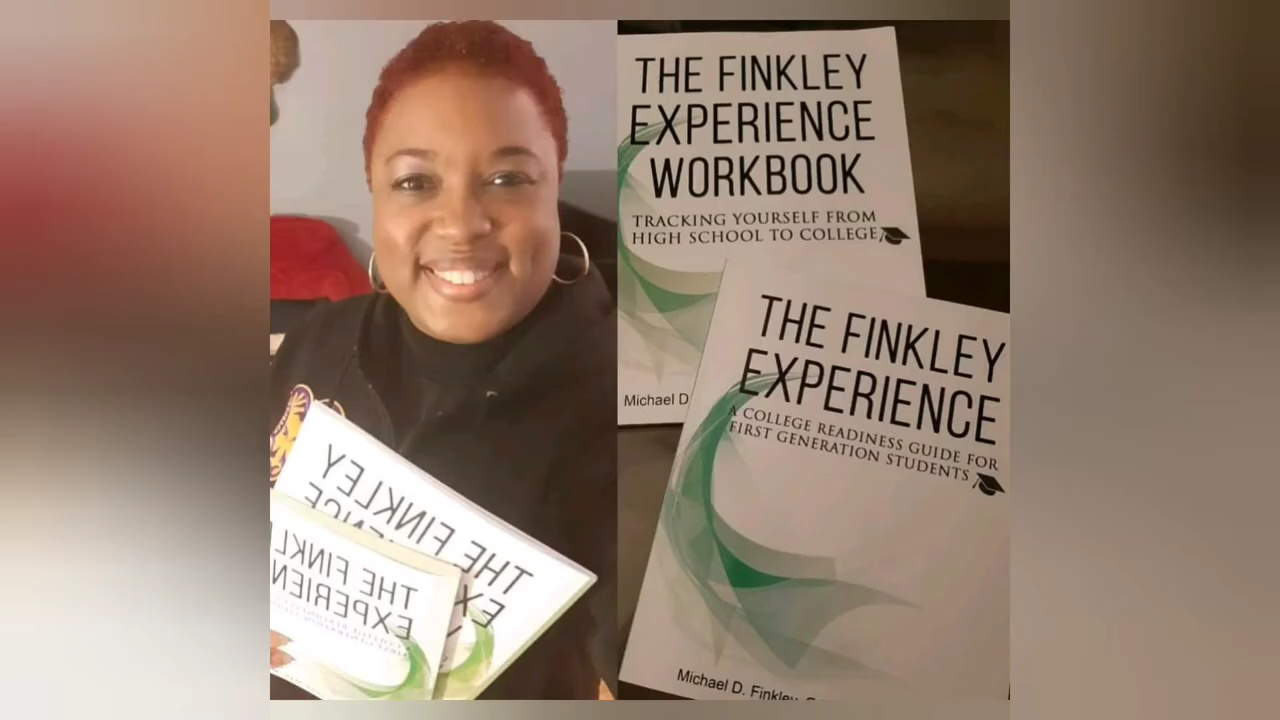 THE FINKLEY
EXPERIENCE
WORKBOOK
TRACKING YOURSELF FROM
HIGH SCHOOL TO COLLEGE
Michael D.
THE FINKLEY
EXPERIENCE
A COLLEGE READINESS GUIDE FOR
FIRST GENERATION STUDENTS
Michael D. Finkley,
THE FINKLEY
THE
EXPERIEN